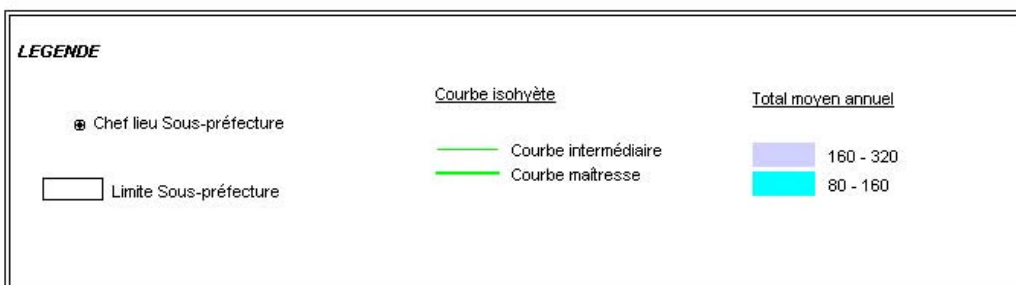 LEGENDE
Chef lieu Sous-préfecture
Limite Sous-préfecture
Courbe isohyète
Courbe intermédiaire
Courbe maîtresse
Total moyen annuel
160 - 320
80 - 160